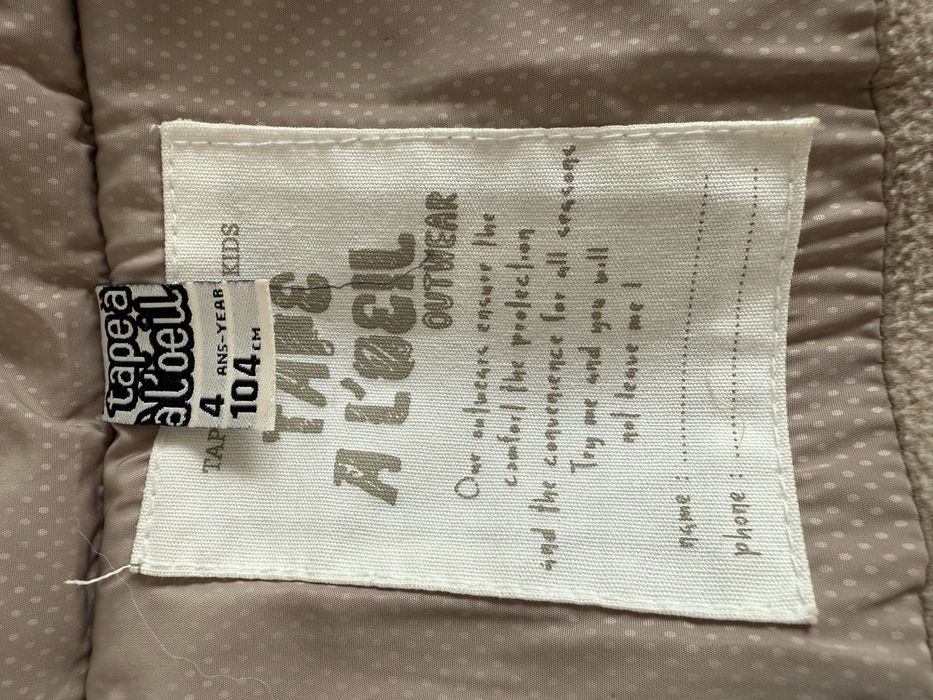 tape à
l'oeil
4 ANS-YEAR
104 CM
TAP KIDS
TAPE
A L'OEIL
OUTWEAR
Our outwears ensure the
comfort the protection
and the convenence for all seasons
Try me and you will
not leave me !
name :
phone :